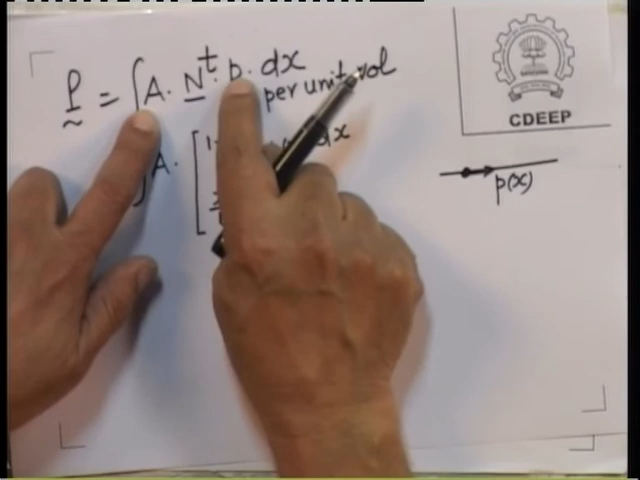 P = ∫ A · N^t · p · dx
per unit vol
∫ A · [ dx
CDEEP
p(x)